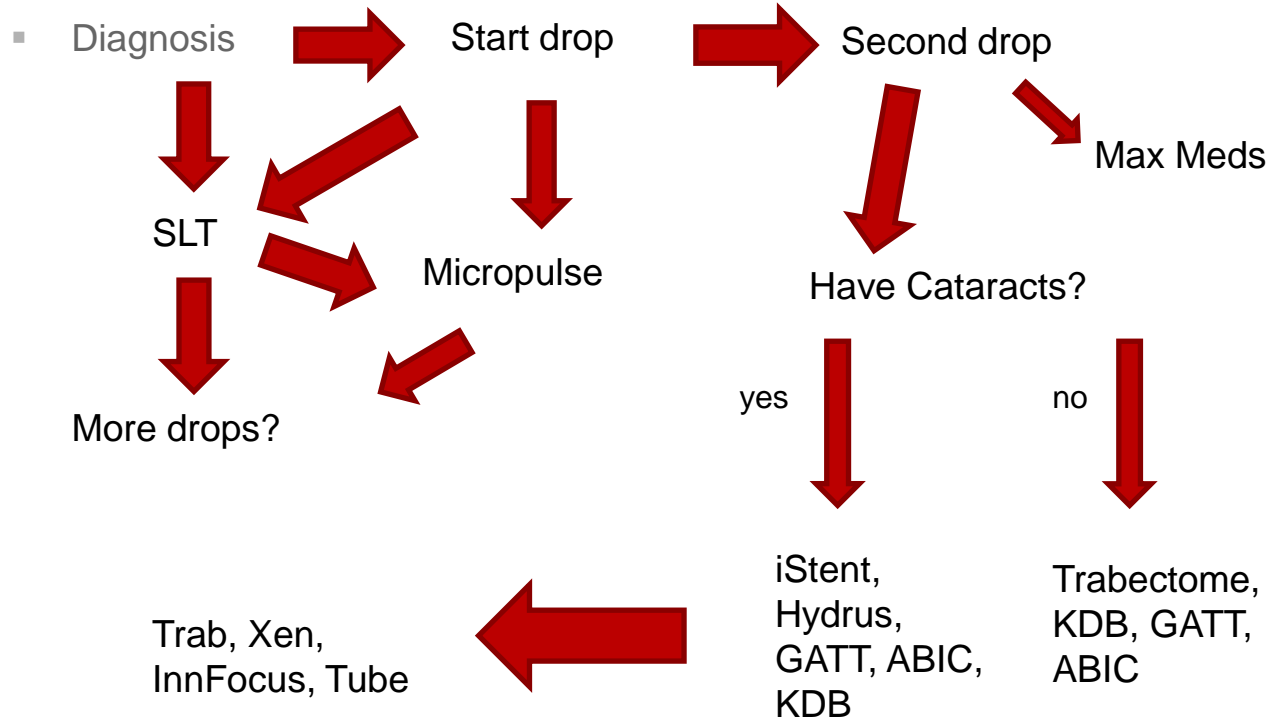 Diagnosis
Start drop
Second drop
Max Meds
SLT
Micropulse
Have Cataracts?
More drops?
yes
no
iStent,
Hydrus,
GATT, ABIC,
KDB
Trabectome,
KDB, GATT,
ABIC
Trab, Xen,
InnFocus, Tube